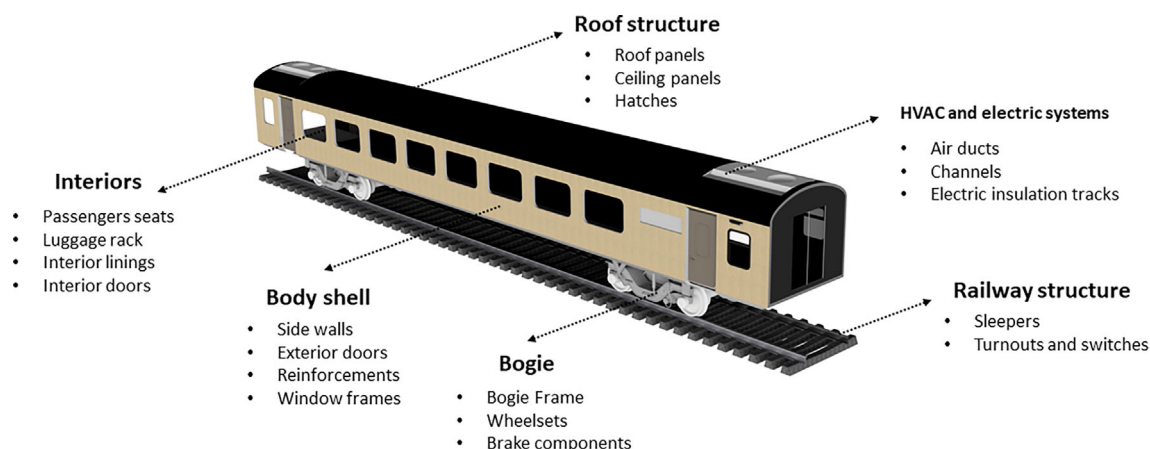 Roof structure
• Roof panels
• Ceiling panels
• Hatches
HVAC and electric systems
• Air ducts
• Channels
• Electric insulation tracks
Interiors
• Passengers seats
• Luggage rack
• Interior linings
• Interior doors
Body shell
• Side walls
• Exterior doors
• Reinforcements
• Window frames
Bogie
• Bogie Frame
• Wheelsets
• Brake components
Railway structure
• Sleepers
• Turnouts and switches